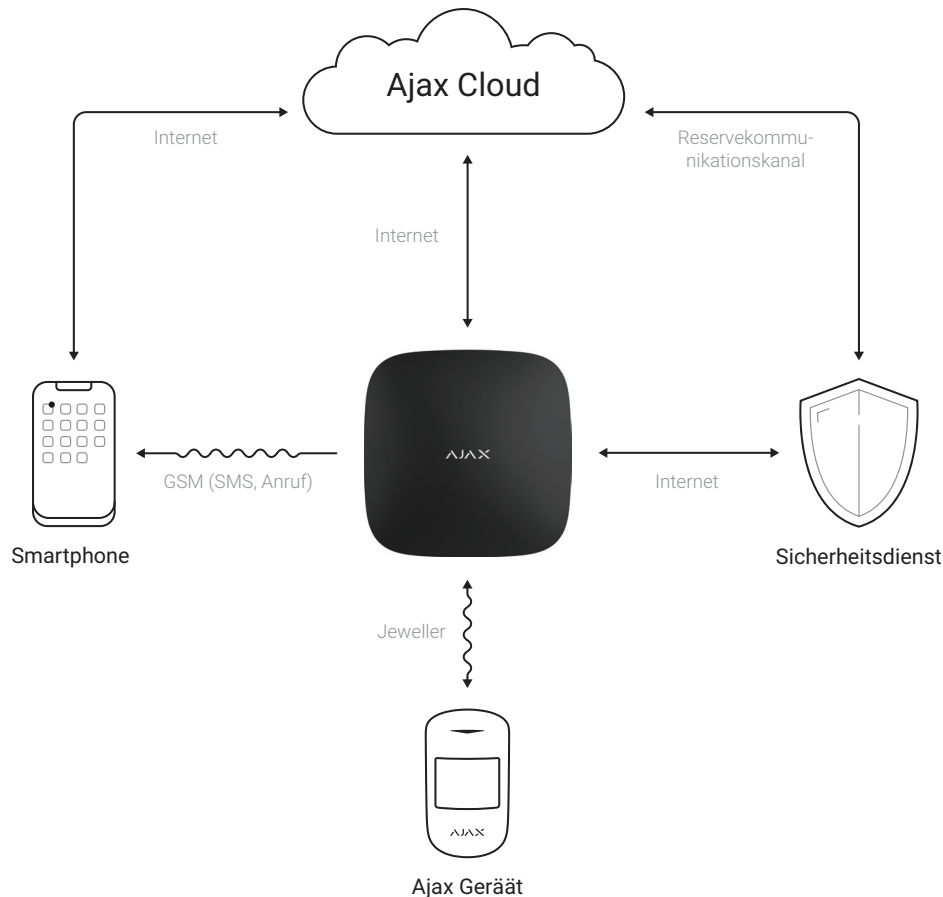 Ajax Cloud
Internet
Reservekommu-
nikationskanal
Internet
AJAX
GSM (SMS, Anruf)
Internet
Smartphone
Sicherheitsdienst
Jeweller
AJAX
Ajax Geräät